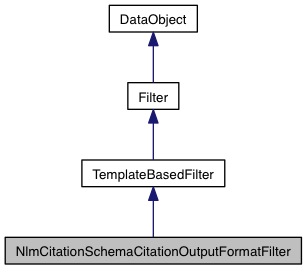 DataObject
Filter
TemplateBasedFilter
NlmCitationSchemaCitationOutputFormatFilter